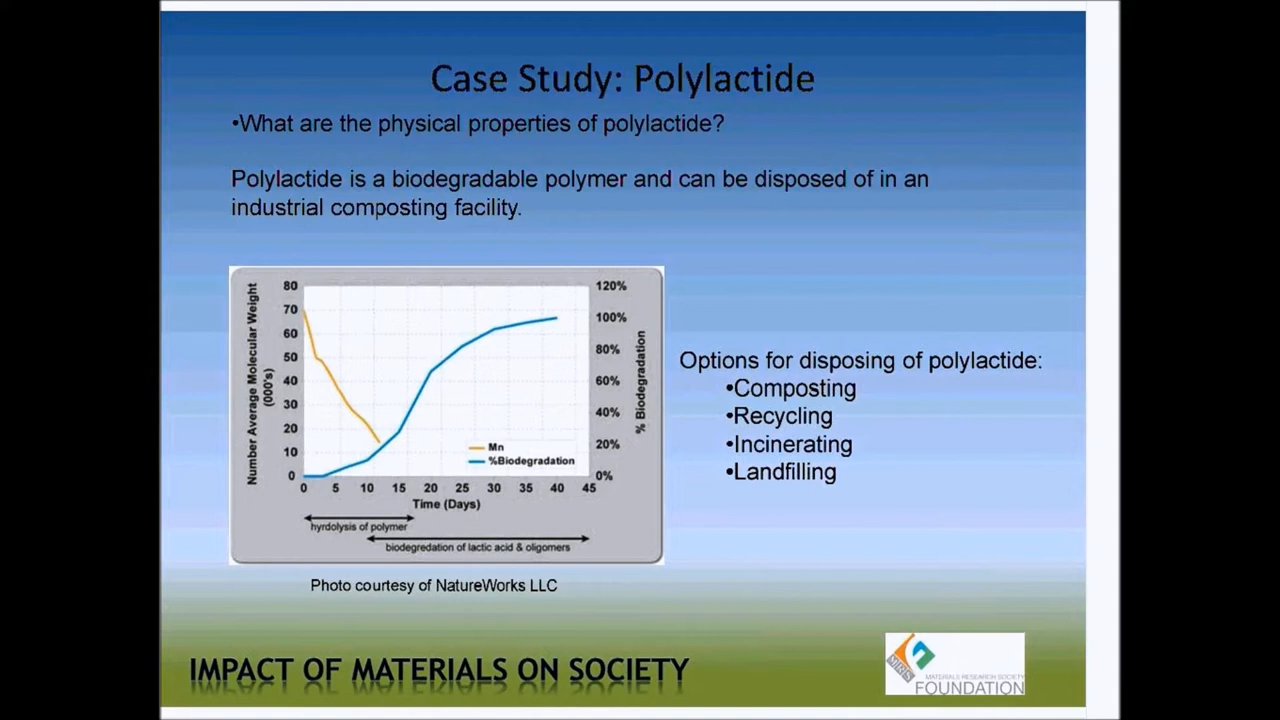 Case Study: Polylactide
•What are the physical properties of polylactide?
Polylactide is a biodegradable polymer and can be disposed of in an
industrial composting facility.
Number Average Molecular Weight
(000's)
80
70
60
50
40
30
20
10
0
120%
100%
80%
60%
40%
20%
0%
% Biodegradation
Mn
%Biodegradation
0 5 10 15 20 25 30 35 40 45
Time (Days)
hyrdolysis of polymer
biodegredation of lactic acid & oligomers
Photo courtesy of NatureWorks LLC
Options for disposing of polylactide:
•Composting
•Recycling
•Incinerating
•Landfilling
IMPACT OF MATERIALS ON SOCIETY
MATERIALS RESEARCH SOCIETY
FOUNDATION